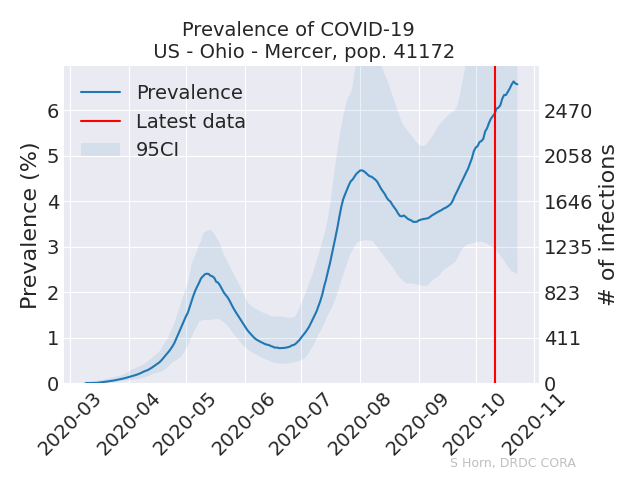 Prevalence of COVID-19
US - Ohio - Mercer, pop. 41172
Prevalence
Latest data
95CI
Prevalence (%)
6
5
4
3
2
1
0
2470
2058
1646
1235
823
411
0
# of infections
2020-03
2020-04
2020-05
2020-06
2020-07
2020-08
2020-09
2020-10
2020-11
S Horn, DRDC CORA